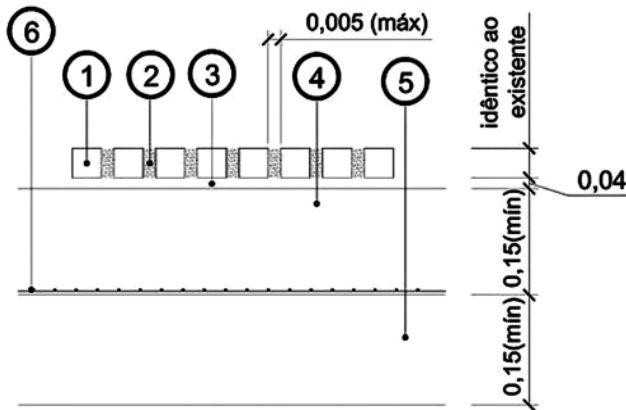 6
0,005 (máx)
1
2
3
4
5
idêntico ao
existente
0,04
0,15(mín)
0,15(mín)